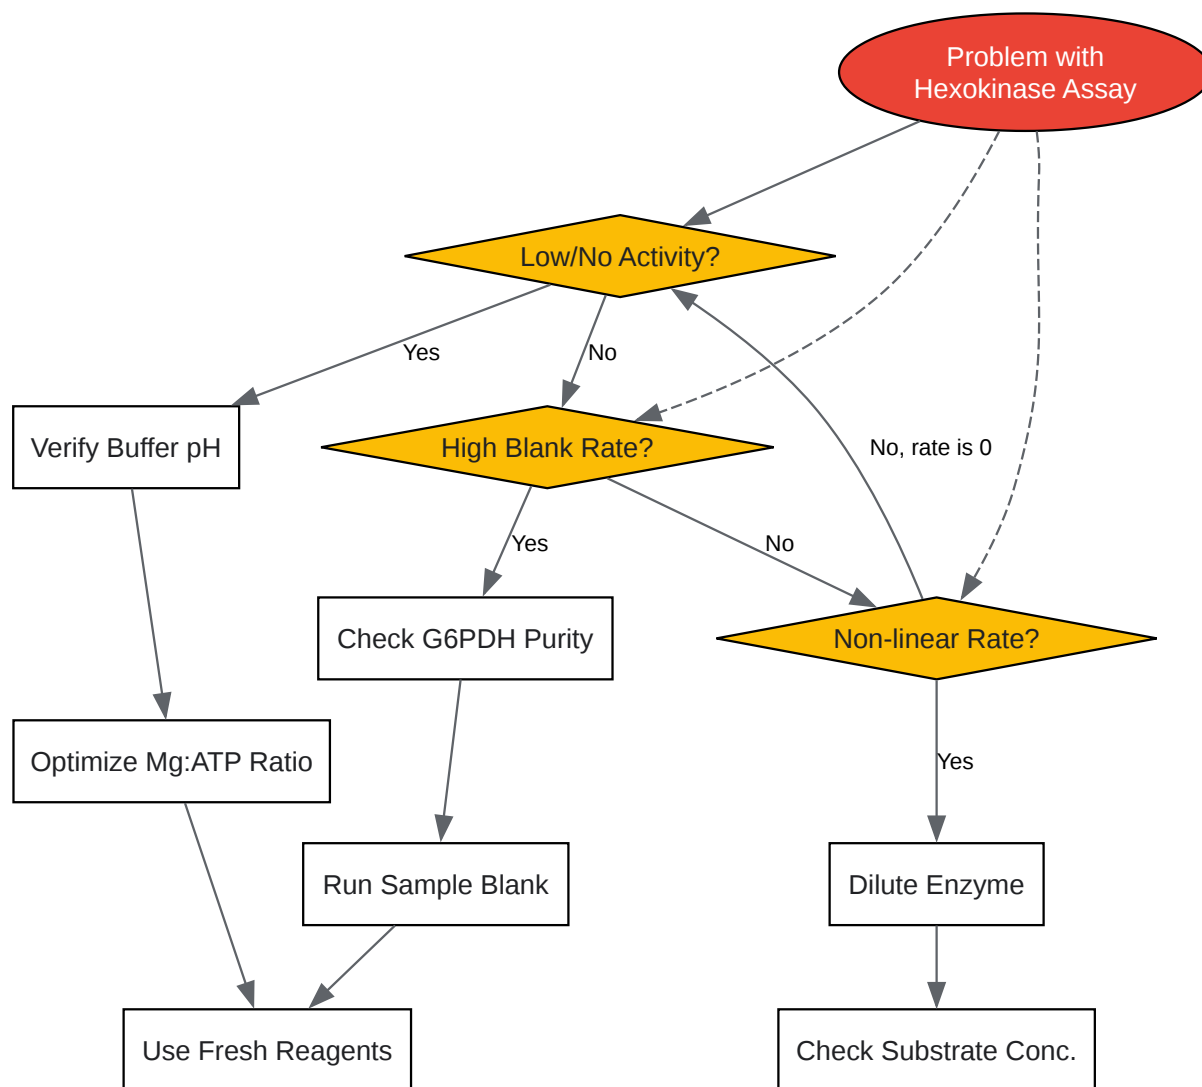 Problem with
Hexokinase Assay
Low/No Activity?
Yes
No
Verify Buffer pH
High Blank Rate?
No, rate is 0
Yes
No
Check G6PDH Purity
Non-linear Rate?
Optimize Mg:ATP Ratio
Yes
Run Sample Blank
Dilute Enzyme
Use Fresh Reagents
Check Substrate Conc.